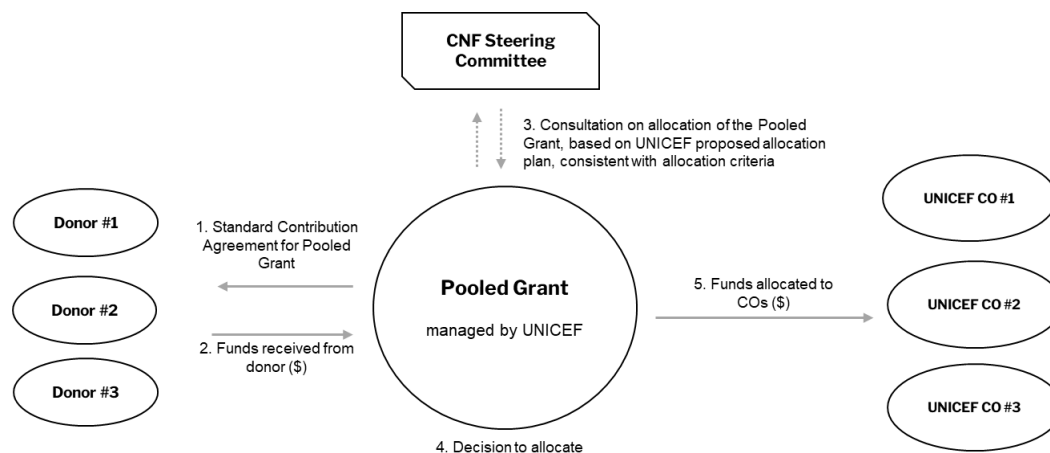 CNF Steering
Committee
3. Consultation on allocation of the Pooled
Grant, based on UNICEF proposed allocation
plan, consistent with allocation criteria
Donor #1
Donor #2
Donor #3
1. Standard Contribution
Agreement for Pooled
Grant
2. Funds received from
donor ($)
Pooled Grant
managed by UNICEF
4. Decision to allocate
5. Funds allocated to
COs ($)
UNICEF CO #1
UNICEF CO #2
UNICEF CO #3